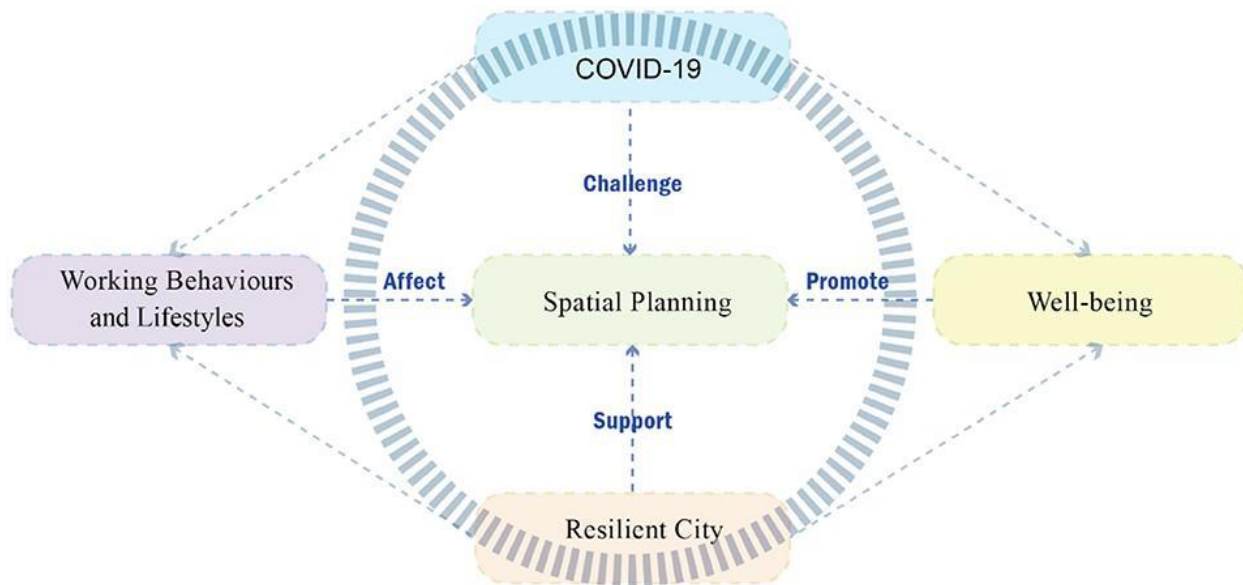 COVID-19
Challenge
Working Behaviours
and Lifestyles
Affect
Spatial Planning
Promote
Well-being
Support
Resilient City